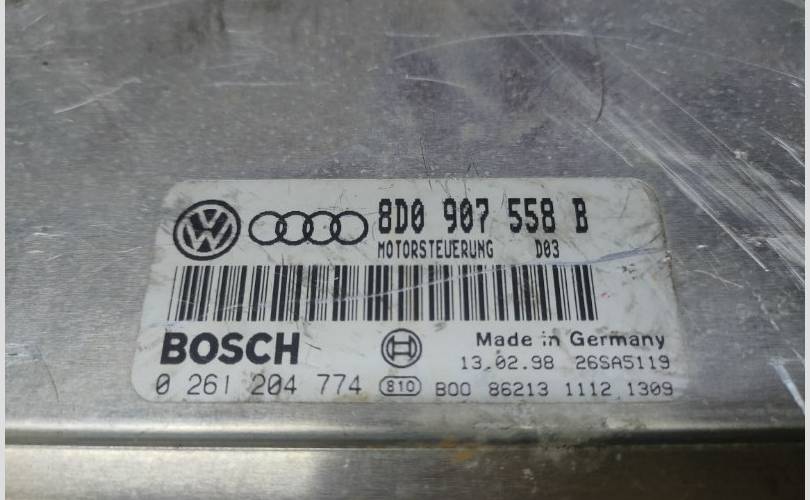 8D0 907 558 B
MOTORSTEUERUNG D03
BOSCH
Made in Germany
13.02.98 26SA5119
0 261 204 774 810 B00 86213 1112 1309